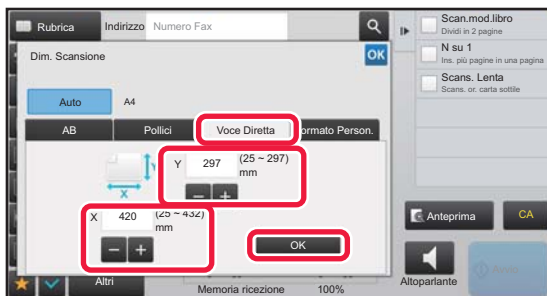 Rubrica
Indirizzo
Numero Fax
Scan.mod.libro
Dividi in 2 pagine
N su 1
Ins. più pagine in una pagina
Scans. Lenta
Scans. or. carta sottile
Dim. Scansione
OK
Auto
A4
AB
Pollici
Voce Diretta
ormato Person.
Y
Y 297 (25 ~ 297)
mm
X
X 420 (25 ~ 432)
mm
OK
Anteprima
CA
Altri
Memoria ricezione 100%
Altoparlante
Avvio